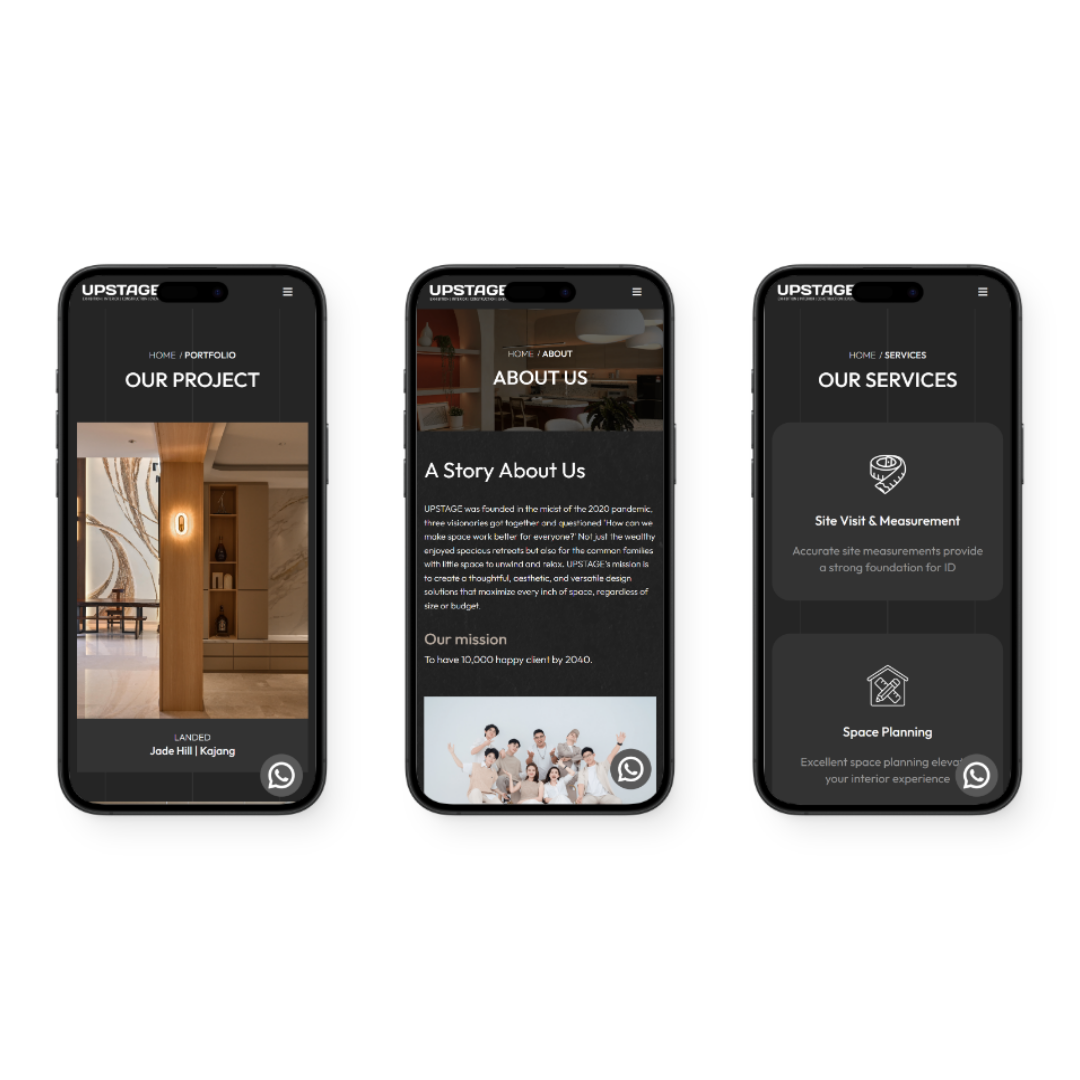 UPSTAGE
HOME / PORTFOLIO
OUR PROJECT
LANDED
Jade Hill | Kajang
UPSTAGE
HOME / ABOUT
ABOUT US
A Story About Us
UPSTAGE was founded in the midst of the 2020 pandemic,
three visionaries got together and questioned 'How can we
make space work better for everyone?' Not just the wealthy
enjoyed spacious retreats but also for the common families
with little space to unwind and relax. UPSTAGE's mission is
to create a thoughtful, aesthetic, and versatile design
solutions that maximize every inch of space, regardless of
size or budget.
Our mission
To have 10,000 happy client by 2040.
UPSTAGE
HOME / SERVICES
OUR SERVICES
Site Visit & Measurement
Accurate site measurements provide
a strong foundation for ID
Space Planning
Excellent space planning eleva
your interior experience